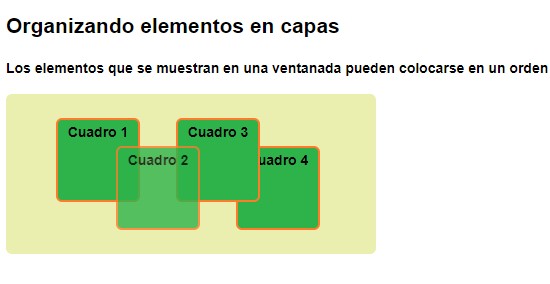 Organizando elementos en capas
Los elementos que se muestran en una ventanada pueden colocarse en un orden
Cuadro 1
Cuadro 3
Cuadro 2
uadro 4